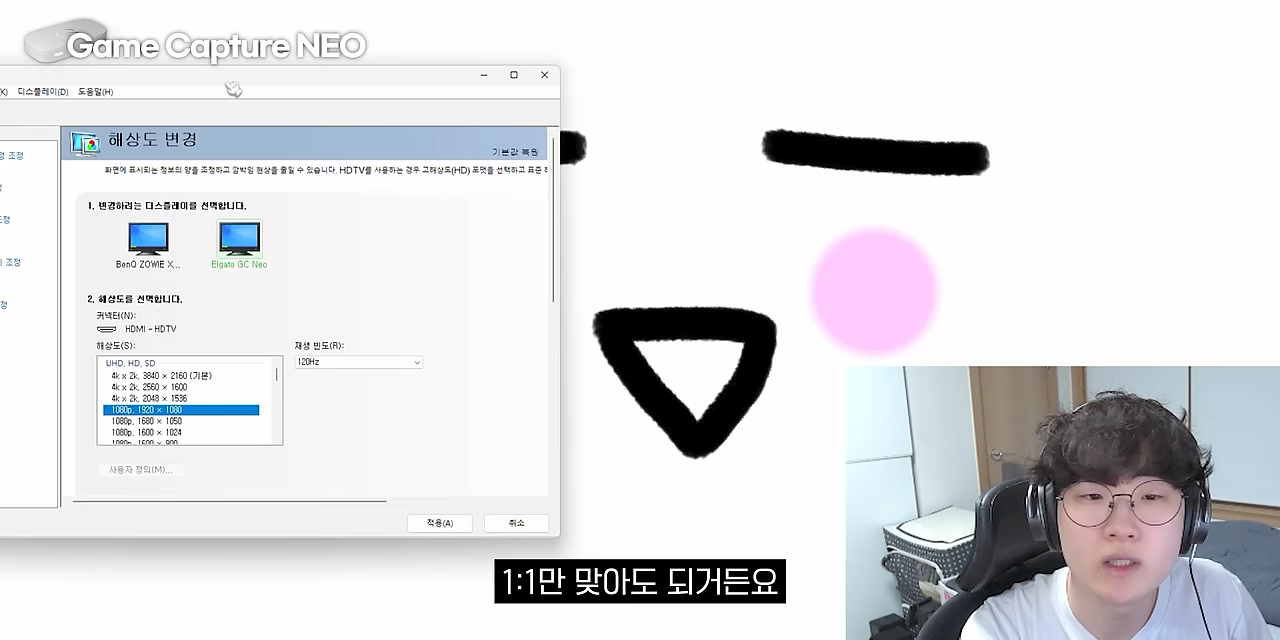 Game Capture NEO
(K) 디스플레이(D) 도움말(H)
조정
해상도 변경
기본값 복원
화면에 표시되는 정보의 양을 조정하고 깜박임 현상을 줄일 수 있습니다. HDTV를 사용하는 경우 고해상도(HD) 포맷을 선택하고 표준
1. 변경하려는 디스플레이를 선택합니다.
BenQ ZOWIE X...
Elgato GC Neo
조정
2. 해상도를 선택합니다.
커넥터(N):
HDMI - HDTV
해상도(S):
재생 빈도(R):
UHD, HD, SD
120Hz
4k x 2k, 3840 × 2160 (기본)
4k x 2k, 2560 × 1600
4k x 2k, 2048 × 1536
1080p, 1920 × 1080
1080p, 1680 × 1050
1080p, 1600 × 1024
1080p, 1600 × 900
사용자 정의(M)...
적용(A)
취소
1:1만 맞아도 되거든요